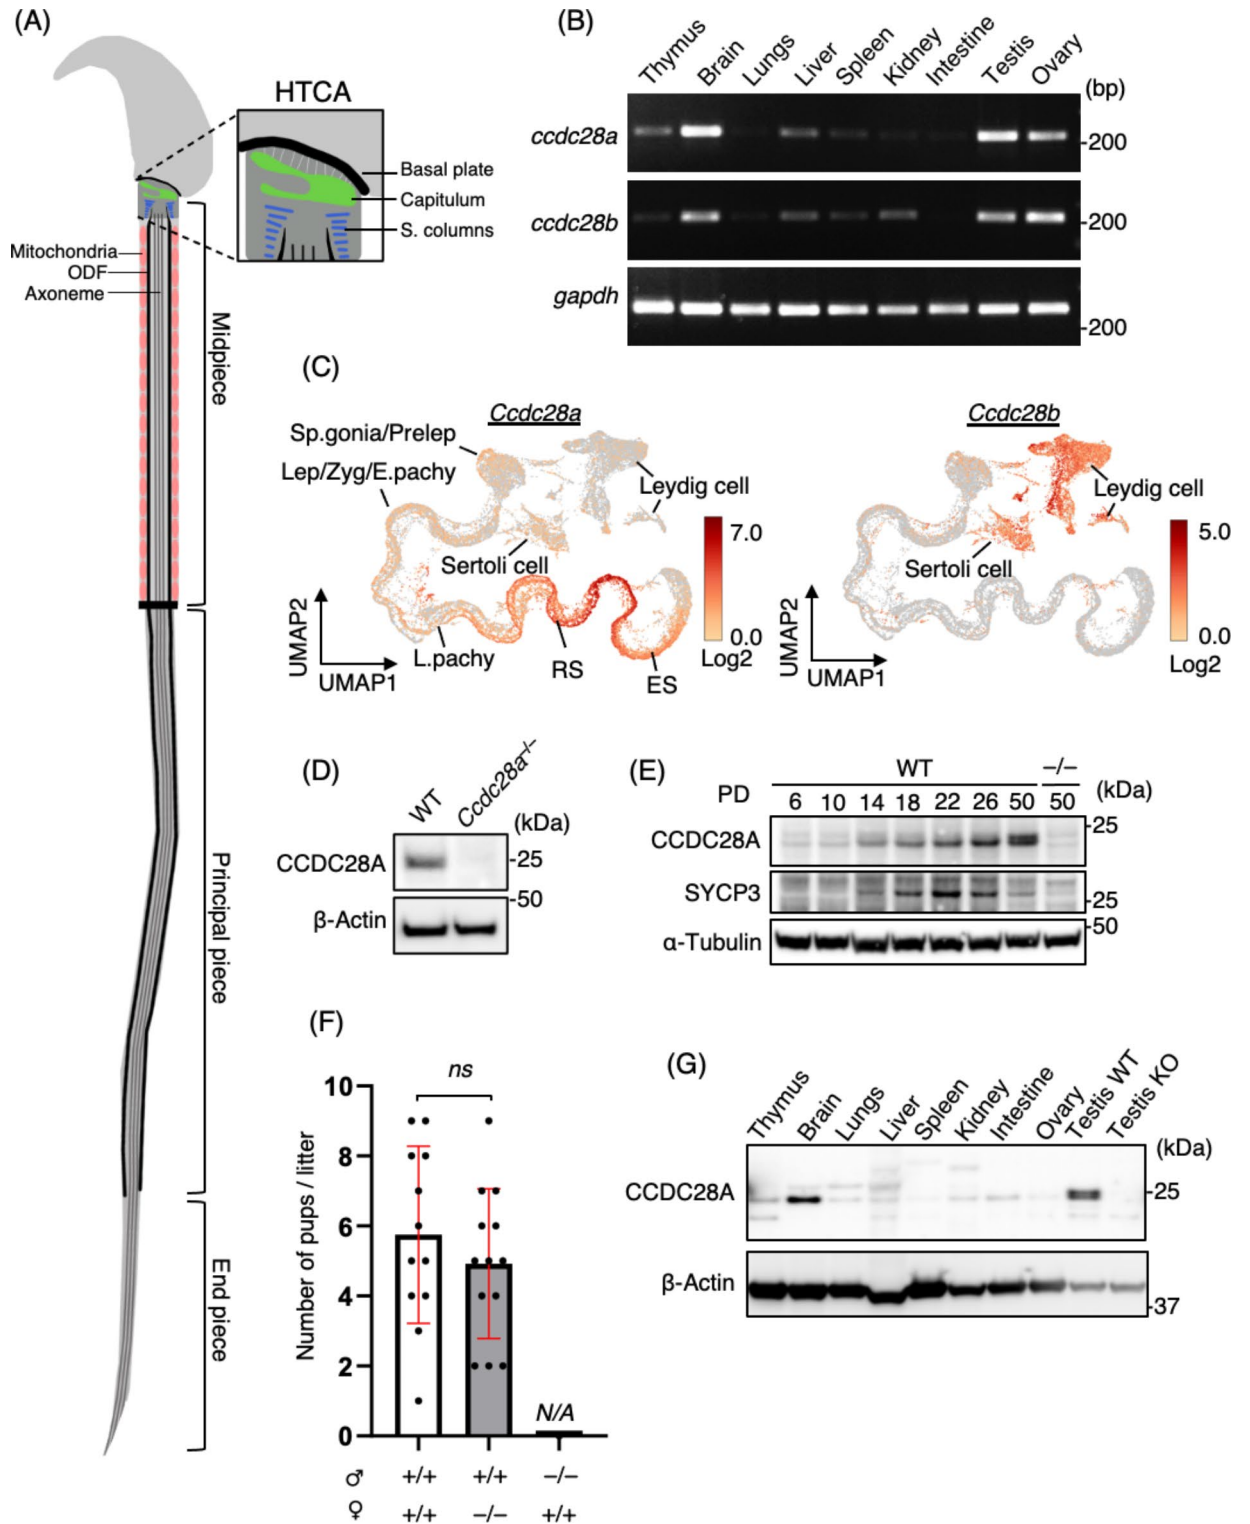 (A)
HTCA
Basal plate
Capitulum
S. columns
Mitochondria
ODF
Axoneme
Midpiece
Principal piece
End piece
(B)
Thymus Brain Lungs Liver Spleen Kidney Intestine Testis Ovary
(bp)
ccdc28a
-200
ccdc28b
-200
gapdh
-200
(C)
Ccdc28a
Sp.gonia/Prelep
Lep/Zyg/E.pachy
Leydig cell
Sertoli cell
L.pachy
RS
ES
7.0
0.0
Log2
UMAP2
UMAP1
Ccdc28b
Leydig cell
Sertoli cell
5.0
0.0
Log2
UMAP2
UMAP1
(D)
WT Ccdc28a–/–
(kDa)
CCDC28A
-25
-50
β-Actin
(E)
WT –/–
PD 6 10 14 18 22 26 50 50 (kDa)
CCDC28A
-25
SYCP3
-25
-50
α-Tubulin
(F)
Number of pups / litter
10
8
6
4
2
0
ns
N/A
♂ +/+ +/+ –/–
♀ +/+ –/– +/+
(G)
Thymus Brain Lungs Liver Spleen Kidney Intestine Ovary Testis WT Testis KO
(kDa)
CCDC28A
-25
β-Actin
-37